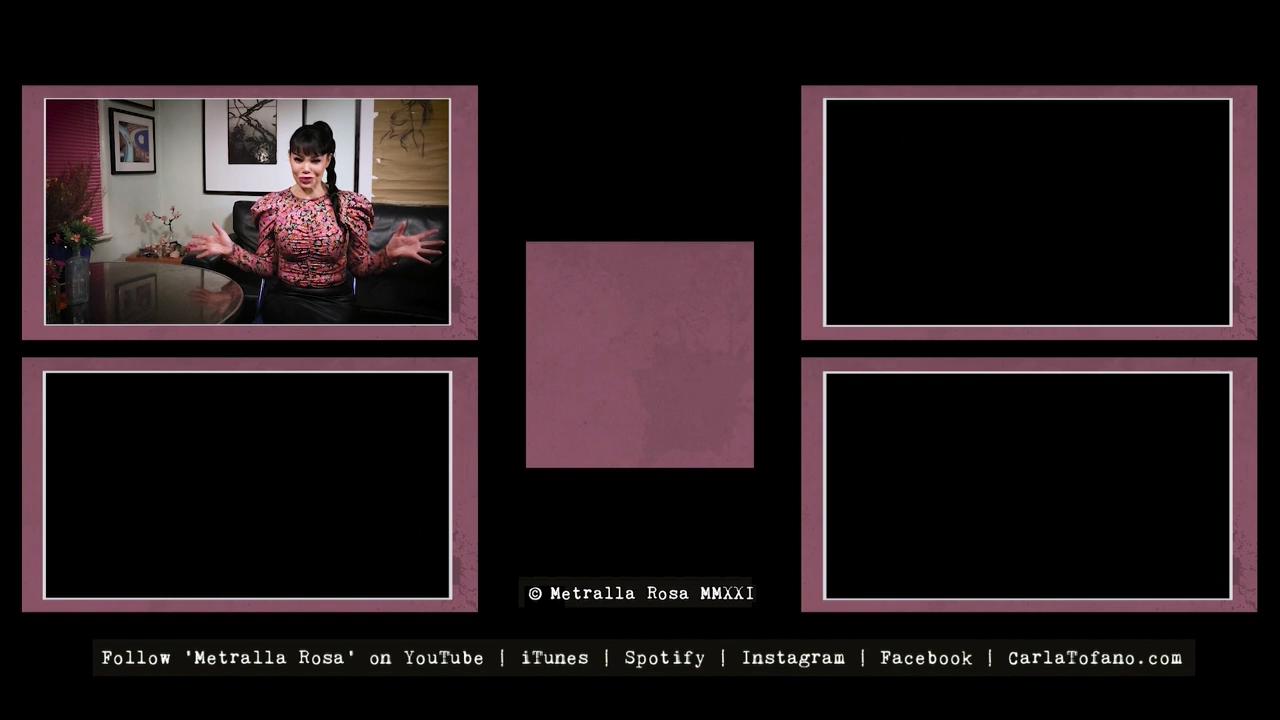 © Metralla Rosa MMXXI
Follow 'Metralla Rosa' on YouTube | iTunes | Spotify | Instagram | Facebook | CarlaTofano.com